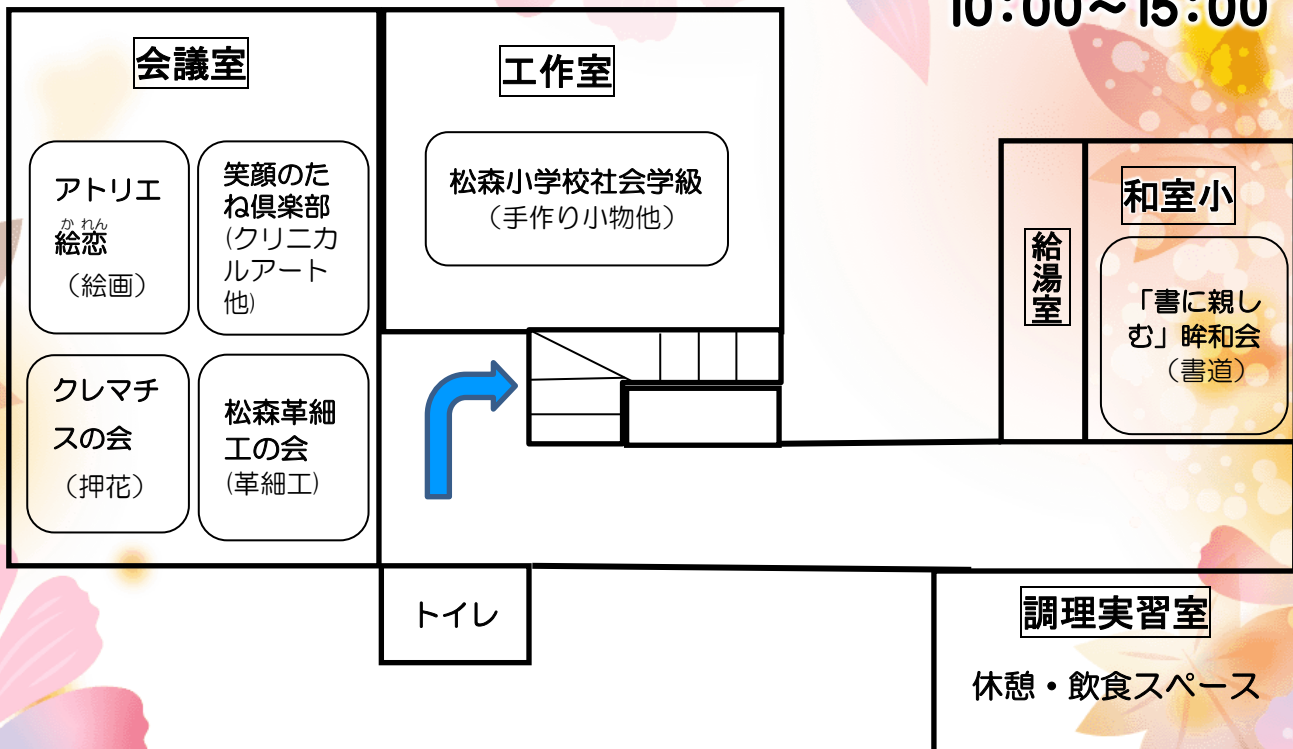 10:00～15:00
会議室
アトリエ
かれん
絵恋
（絵画）
笑顔のた
ね倶楽部
(クリニカ
ルアート
他)
クレマチ
スの会
（押花）
松森革細
工の会
(革細工)
工作室
松森小学校社会学級
（手作り小物他）
給湯室
和室小
「書に親し
む」眸和会
（書道）
トイレ
調理実習室
休憩・飲食スペース